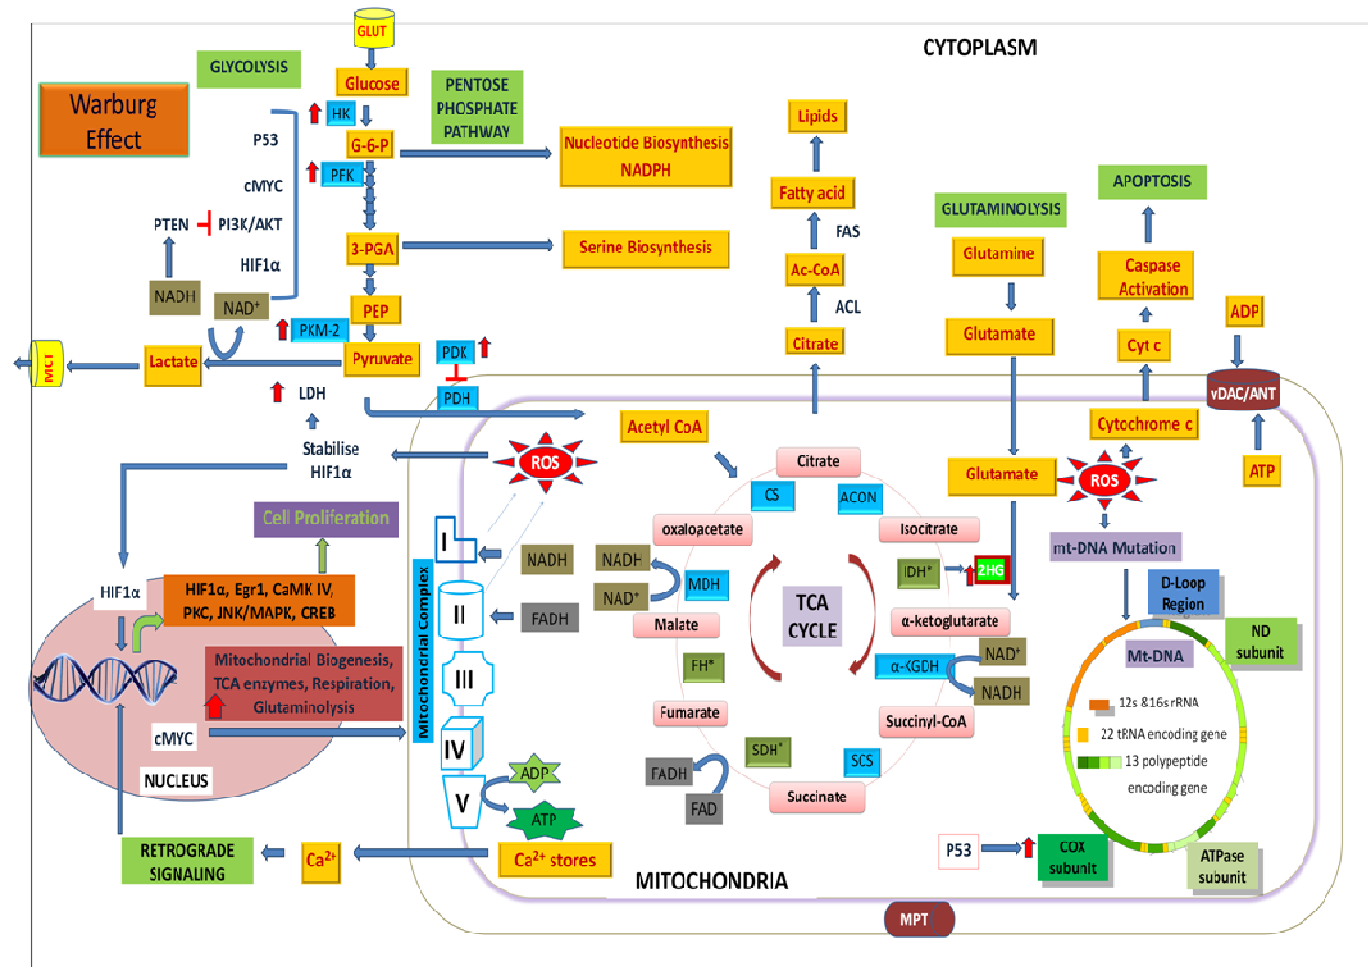 GLUT
CYTOPLASM
GLYCOLYSIS
Glucose
PENTOSE
PHOSPHATE
PATHWAY
Warburg
Effect
HK
Lipids
P53
G-6-P
Nucleotide Biosynthesis
NADPH
PFK
APOPTOSIS
cMYC
Fatty acid
GLUTAMINOLYSIS
PTEN
PI3K/AKT
FAS
3-PGA
Serine Biosynthesis
Glutamine
HIF1α
Ac-CoA
Caspase
Activation
NADH
NAD⁺
PEP
ACL
ADP
PKM-2
Glutamate
Citrate
Cyt c
MCT
Lactate
Pyruvate
PDK
LDH
PDH
vDAC/ANT
Acetyl CoA
Cytochrome c
Stabilise
HIF1α
ROS
Citrate
Glutamate
ROS
ATP
CS
ACON
Cell Proliferation
oxaloacetate
Isocitrate
I
mt-DNA Mutation
NADH
NADH
IDH*
2HG
HIF1α
HIF1α, Egr1, CaMK IV,
PKC, JNK/MAPK, CREB
MDH
NAD⁺
D-Loop
Region
Mitochondrial Complex
II
FADH
Malate
TCA
CYCLE
α-ketoglutarate
ND
subunit
Mitochondrial Biogenesis,
TCA enzymes, Respiration,
Glutaminolysis
III
FH*
α-KGDH
NAD⁺
NADH
Mt-DNA
12s &16s rRNA
Fumarate
Succinyl-CoA
cMYC
22 tRNA encoding gene
IV
SDH*
SCS
13 polypeptide
encoding gene
NUCLEUS
ADP
FADH
V
FAD
Succinate
ATP
RETROGRADE
SIGNALING
Ca²⁺
Ca²⁺ stores
P53
COX
subunit
ATPase
subunit
MITOCHONDRIA
MPT